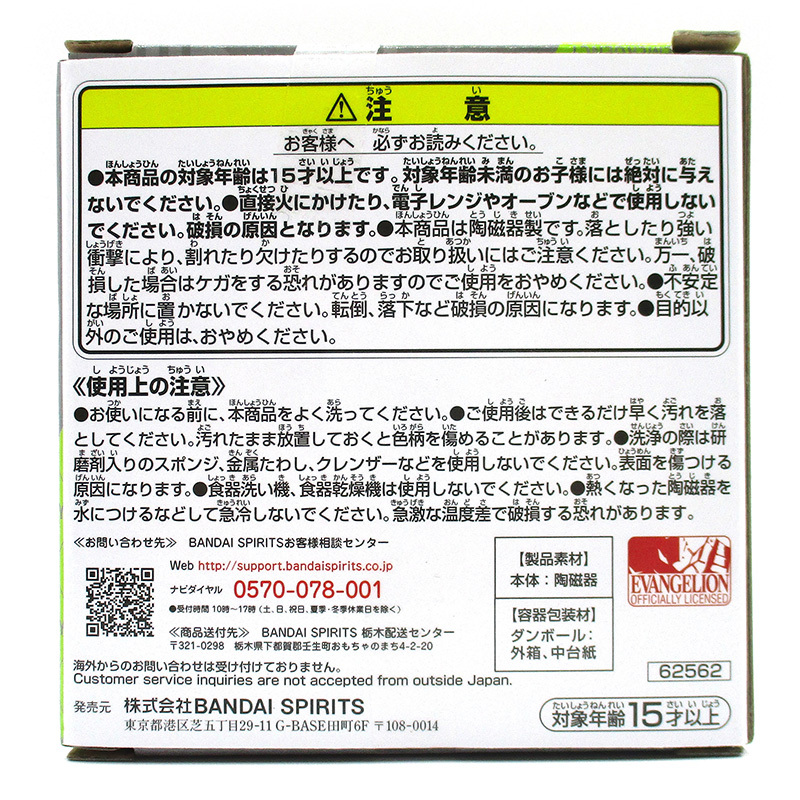 ⚠注意
お客様へ 必ずお読みください。
●本商品の対象年齢は15才以上です。対象年齢未満のお子様には絶対に与え
ないでください。●直接火にかけたり、電子レンジやオーブンなどで使用しない
でください。破損の原因となります。●本商品は陶磁器製です。落としたり強い
衝撃により、割れたり欠けたりするのでお取り扱いにはご注意ください。万一、破
損した場合はケガをする恐れがありますのでご使用をおやめください。●不安定
な場所に置かないでください。転倒、落下など破損の原因になります。●目的以
外のご使用は、おやめください。
《使用上の注意》
●お使いになる前に、本商品をよく洗ってください。●ご使用後はできるだけ早く汚れを落
としてください。汚れたまま放置しておくと色柄を傷めることがあります。●洗浄の際は研
磨剤入りのスポンジ、金属たわし、クレンザーなどを使用しないでください。表面を傷つける
原因になります。●食器洗い機、食器乾燥機は使用しないでください。●熱くなった陶磁器を
水につけるなどして急冷しないでください。急激な温度差で破損する恐れがあります。
≪お問い合わせ先≫ BANDAI SPIRITSお客様相談センター
Web http://support.bandaispirits.co.jp
ナビダイヤル 0570-078-001
●受付時間 10時～17時（土、日、祝日、夏季・冬季休業日を除く）
≪商品送付先≫ BANDAI SPIRITS 栃木配送センター
〒321-0298 栃木県下都賀郡壬生町おもちゃのまち4-2-20
海外からのお問い合わせは受け付けておりません。
Customer service inquiries are not accepted from outside Japan.
【製品素材】
本体：陶磁器
【容器包装材】
ダンボール：
外箱、中台紙
EVANGELION
OFFICIALLY LICENSED
62562
発売元 株式会社BANDAI SPIRITS
東京都港区芝五丁目29-11 G-BASE田町6F 〒108-0014
対象年齢15才以上